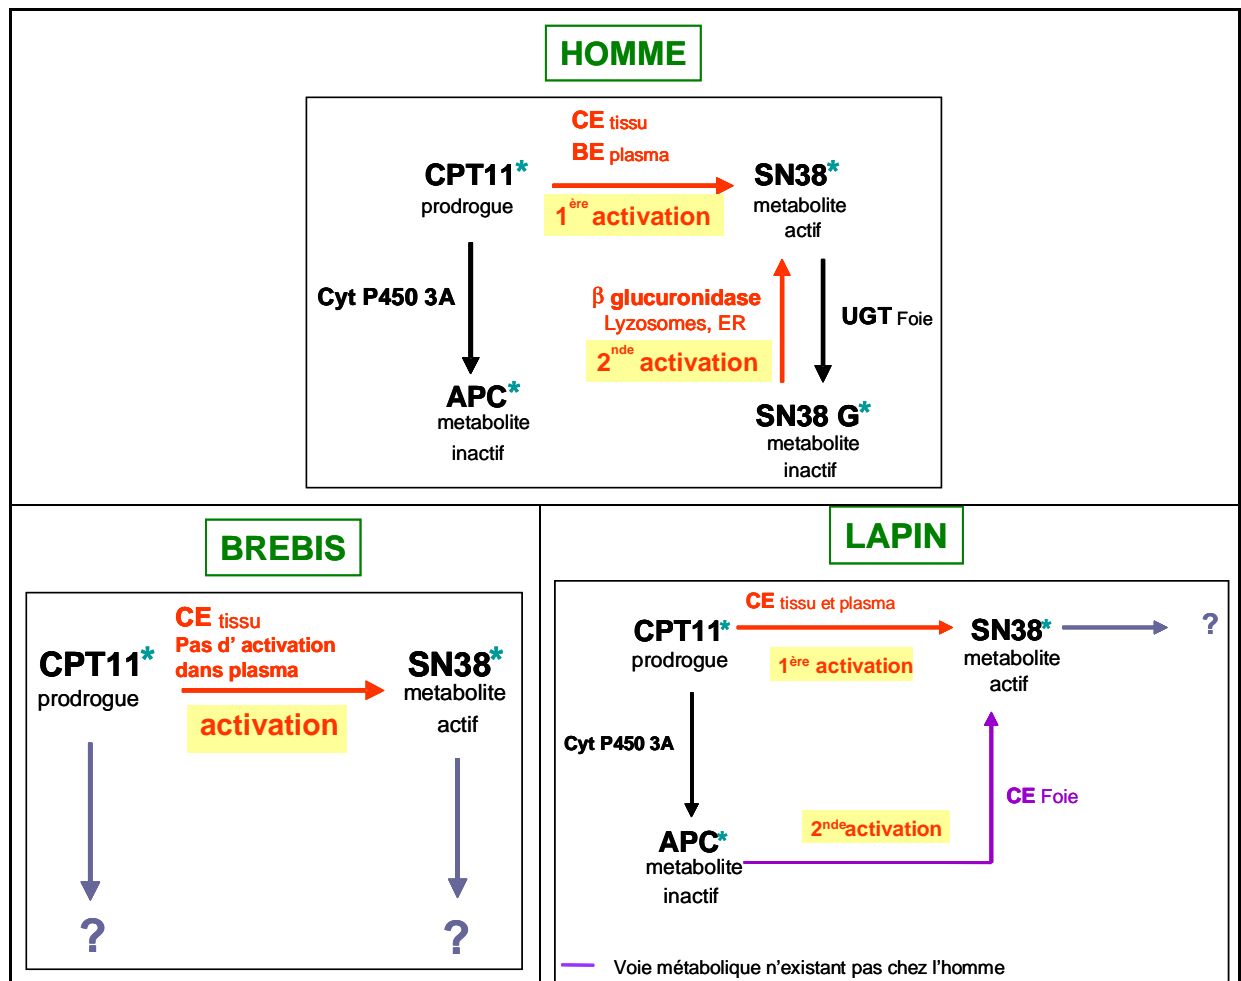 HOMME
CE tissu
BE plasma
CPT11*
prodrogue
1ère activation
SN38*
metabolite
actif
Cyt P450 3A
β glucuronidase
Lyzosomes, ER
2nde activation
UGT Foie
APC*
metabolite
inactif
SN38 G*
metabolite
inactif
BREBIS
CE tissu
Pas d' activation
dans plasma
CPT11*
prodrogue
activation
SN38*
metabolite
actif
?
?
LAPIN
CE tissu et plasma
CPT11*
prodrogue
1ère activation
SN38*
metabolite
actif
?
Cyt P450 3A
CE Foie
2nde activation
APC*
metabolite
inactif
Voie métabolique n'existant pas chez l'homme